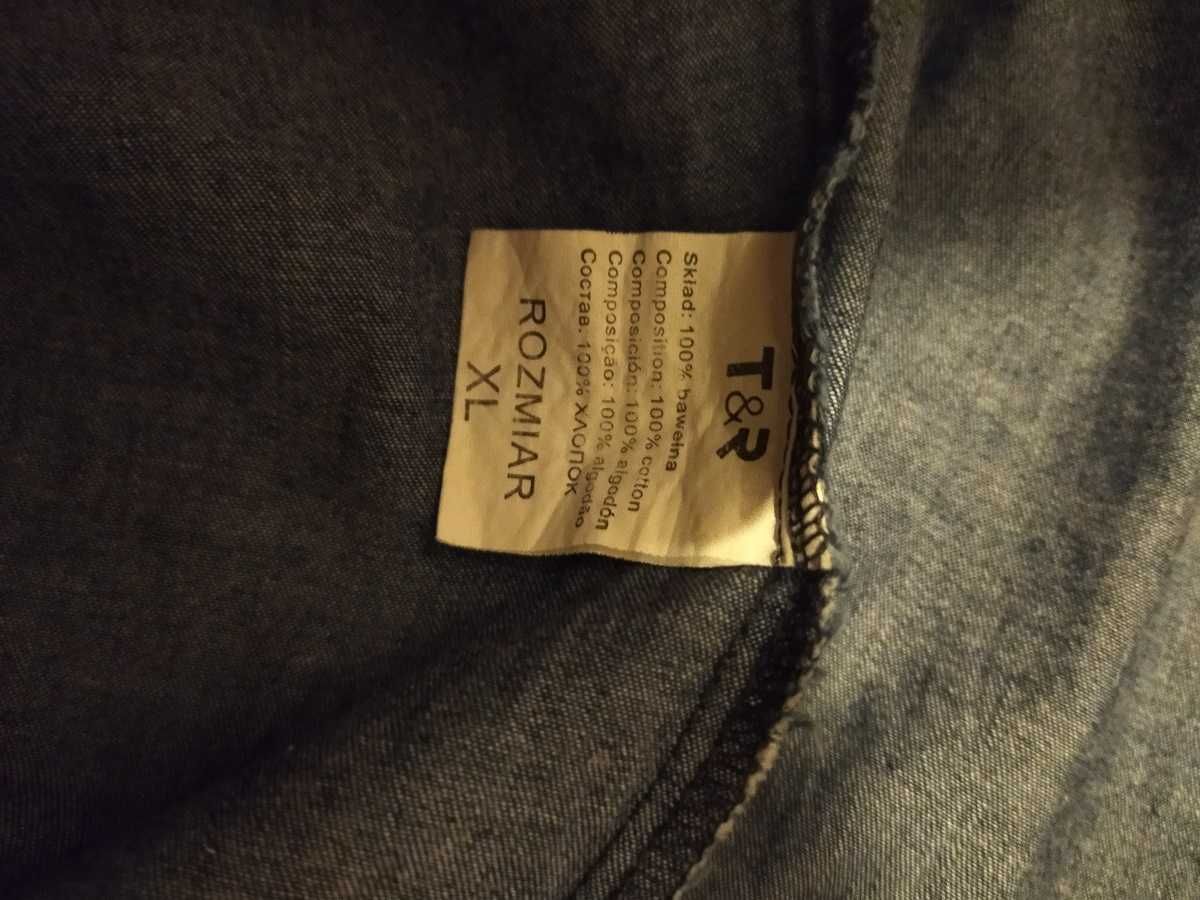 T&R
Skład: 100% bawełna
Composition: 100% cotton
Composición: 100% algodón
Composição: 100% algodão
Состав. 100% хлопок
ROZMIAR
XL